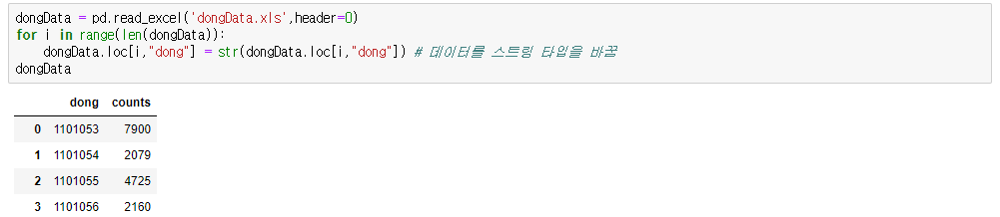 dongData = pd.read_excel('dongData.xls',header=0)
for i in range(len(dongData)):
    dongData.loc[i,"dong"] = str(dongData.loc[i,"dong"]) # 데이터를 스트링 타입을 바꿈
dongData
dong counts
0 1101053 7900
1 1101054 2079
2 1101055 4725
3 1101056 2160